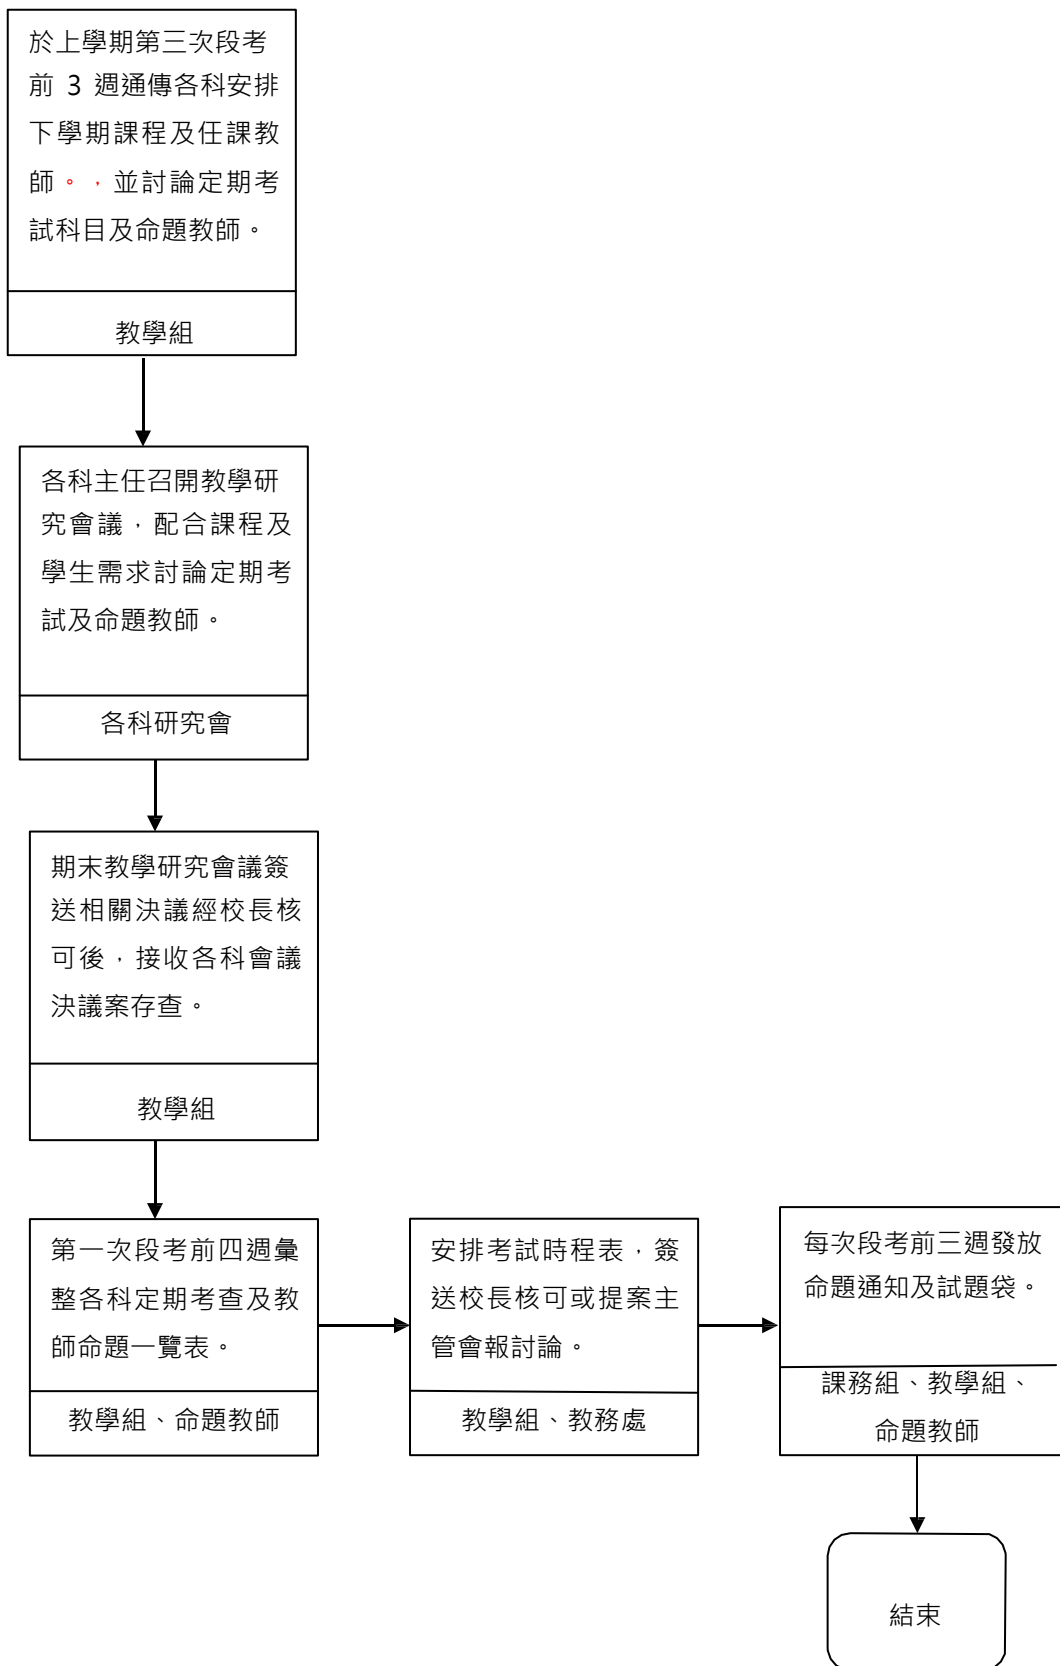 於上學期第三次段考
前 3 週通傳各科安排
下學期課程及任課教
師。，並討論定期考
試科目及命題教師。
教學組
各科主任召開教學研
究會議，配合課程及
學生需求討論定期考
試及命題教師。
各科研究會
期末教學研究會議簽
送相關決議經校長核
可後，接收各科會議
決議案存查。
教學組
第一次段考前四週彙
整各科定期考查及教
師命題一覽表。
教學組、命題教師
安排考試時程表，簽
送校長核可或提案主
管會報討論。
教學組、教務處
每次段考前三週發放
命題通知及試題袋。
課務組、教學組、
命題教師
結束